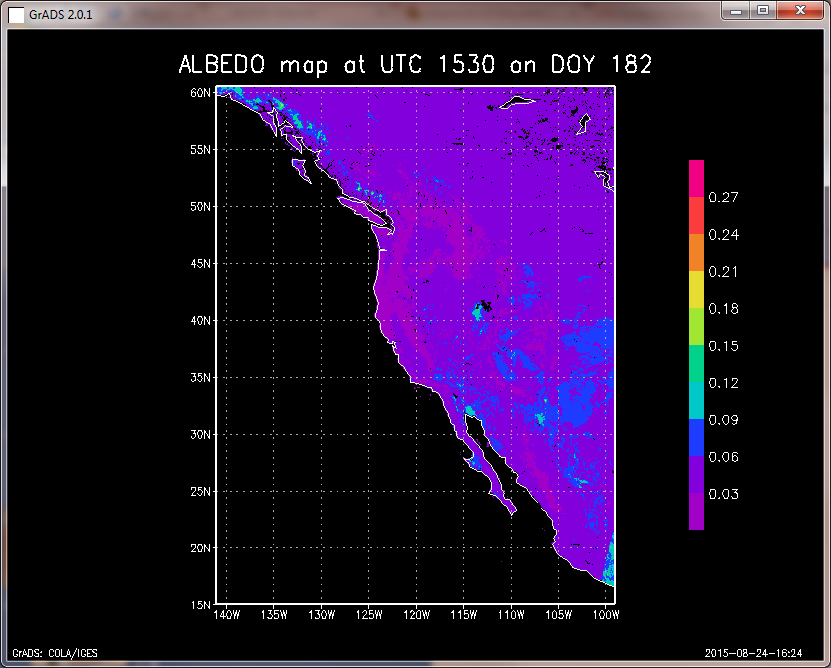 GrADS 2.0.1
ALBEDO map at UTC 1530 on DOY 182
60N
55N
50N
45N
40N
35N
30N
25N
20N
15N
140W 135W 130W 125W 120W 115W 110W 105W 100W
0.27
0.24
0.21
0.18
0.15
0.12
0.09
0.06
0.03
GrADS: COLA/IGES
2015-08-24-16:24